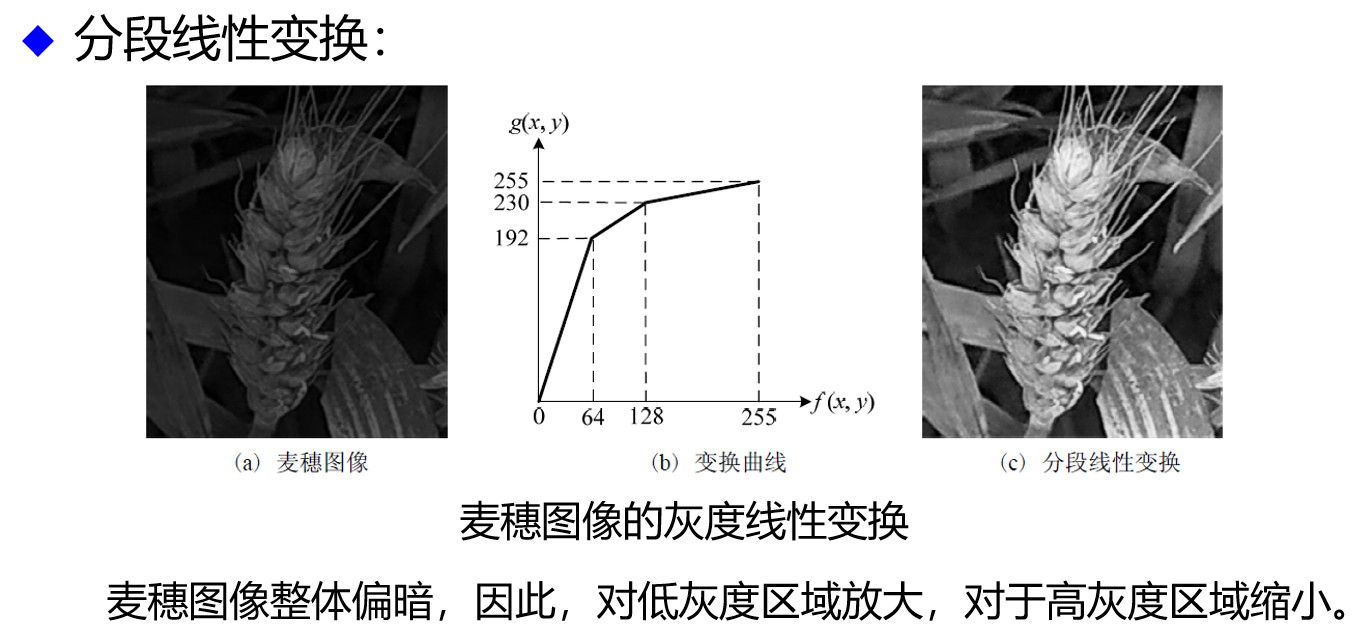 分段线性变换：
g(x, y)
255
230
192
0 64 128 255
f (x, y)
(a) 麦穗图像
(b) 变换曲线
(c) 分段线性变换
麦穗图像的灰度线性变换
麦穗图像整体偏暗，因此，对低灰度区域放大，对于高灰度区域缩小。